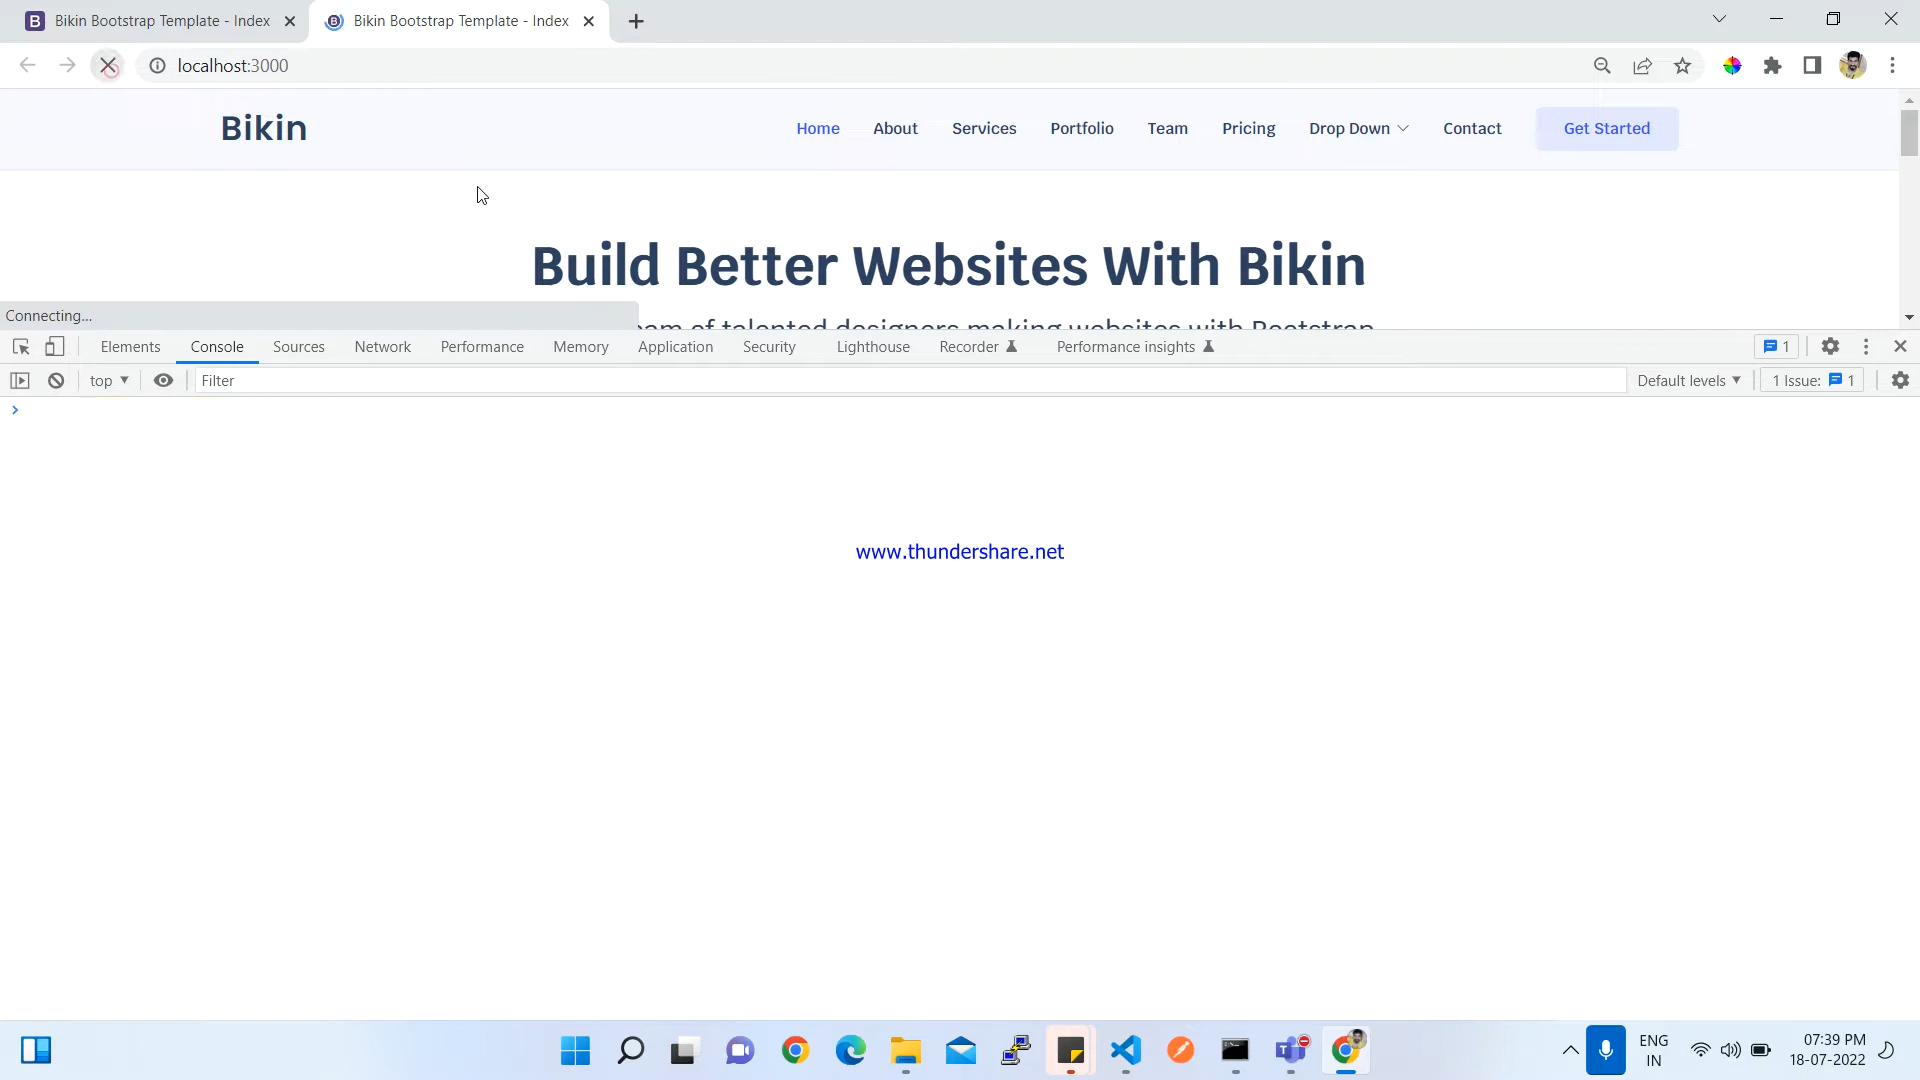 Bikin Bootstrap Template - Index
Bikin Bootstrap Template - Index
localhost:3000
Bikin
Home About Services Portfolio Team Pricing Drop Down Contact Get Started
Build Better Websites With Bikin
of talented designers making websites with Bootstrap
Connecting...
Elements Console Sources Network Performance Memory Application Security Lighthouse Recorder Performance insights 1
top Filter Default levels 1 Issue: 1
www.thundershare.net
ENG
IN
07:39 PM
18-07-2022